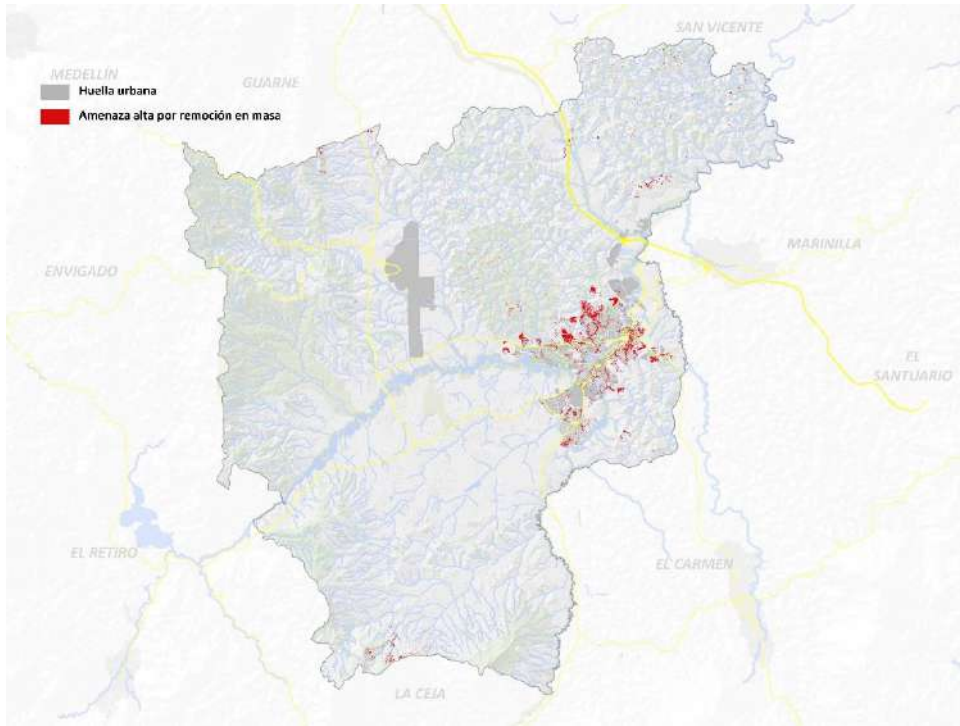 SAN VICENTE
MEDELLÍN
GUARNE
Huella urbana
Amenaza alta por remoción en masa
MARINILLA
ENVIGADO
EL
SANTUARIO
EL RETIRO
EL CARMEN
LA CEJA